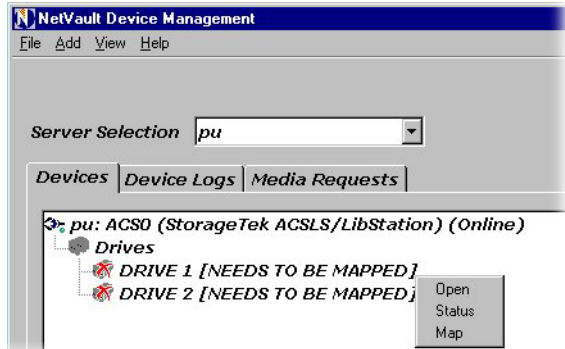 NetVault Device Management
File Add View Help
Server Selection pu
Devices Device Logs Media Requests
pu: ACS0 (StorageTek ACSLS/LibStation) (Online)
Drives
DRIVE 1 [NEEDS TO BE MAPPED]
DRIVE 2 [NEEDS TO BE MAPPED]
Open
Status
Map